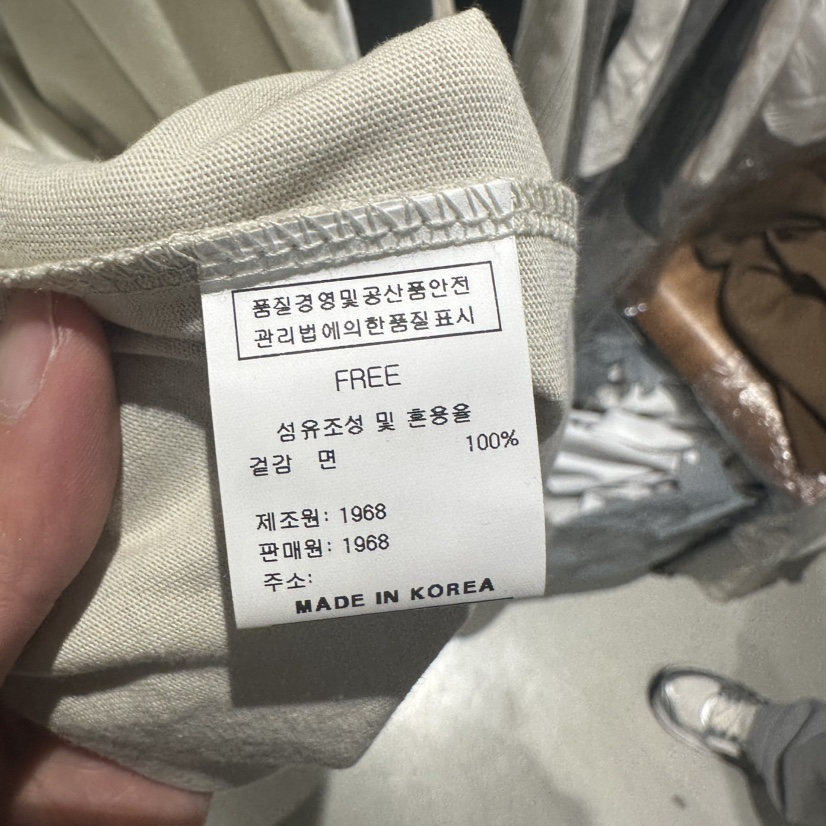 품질경영및공산품안전
관리법에의한품질표시
FREE
섬유조성 및 혼용율
겉감 면 100%
제조원: 1968
판매원: 1968
주소:
MADE IN KOREA